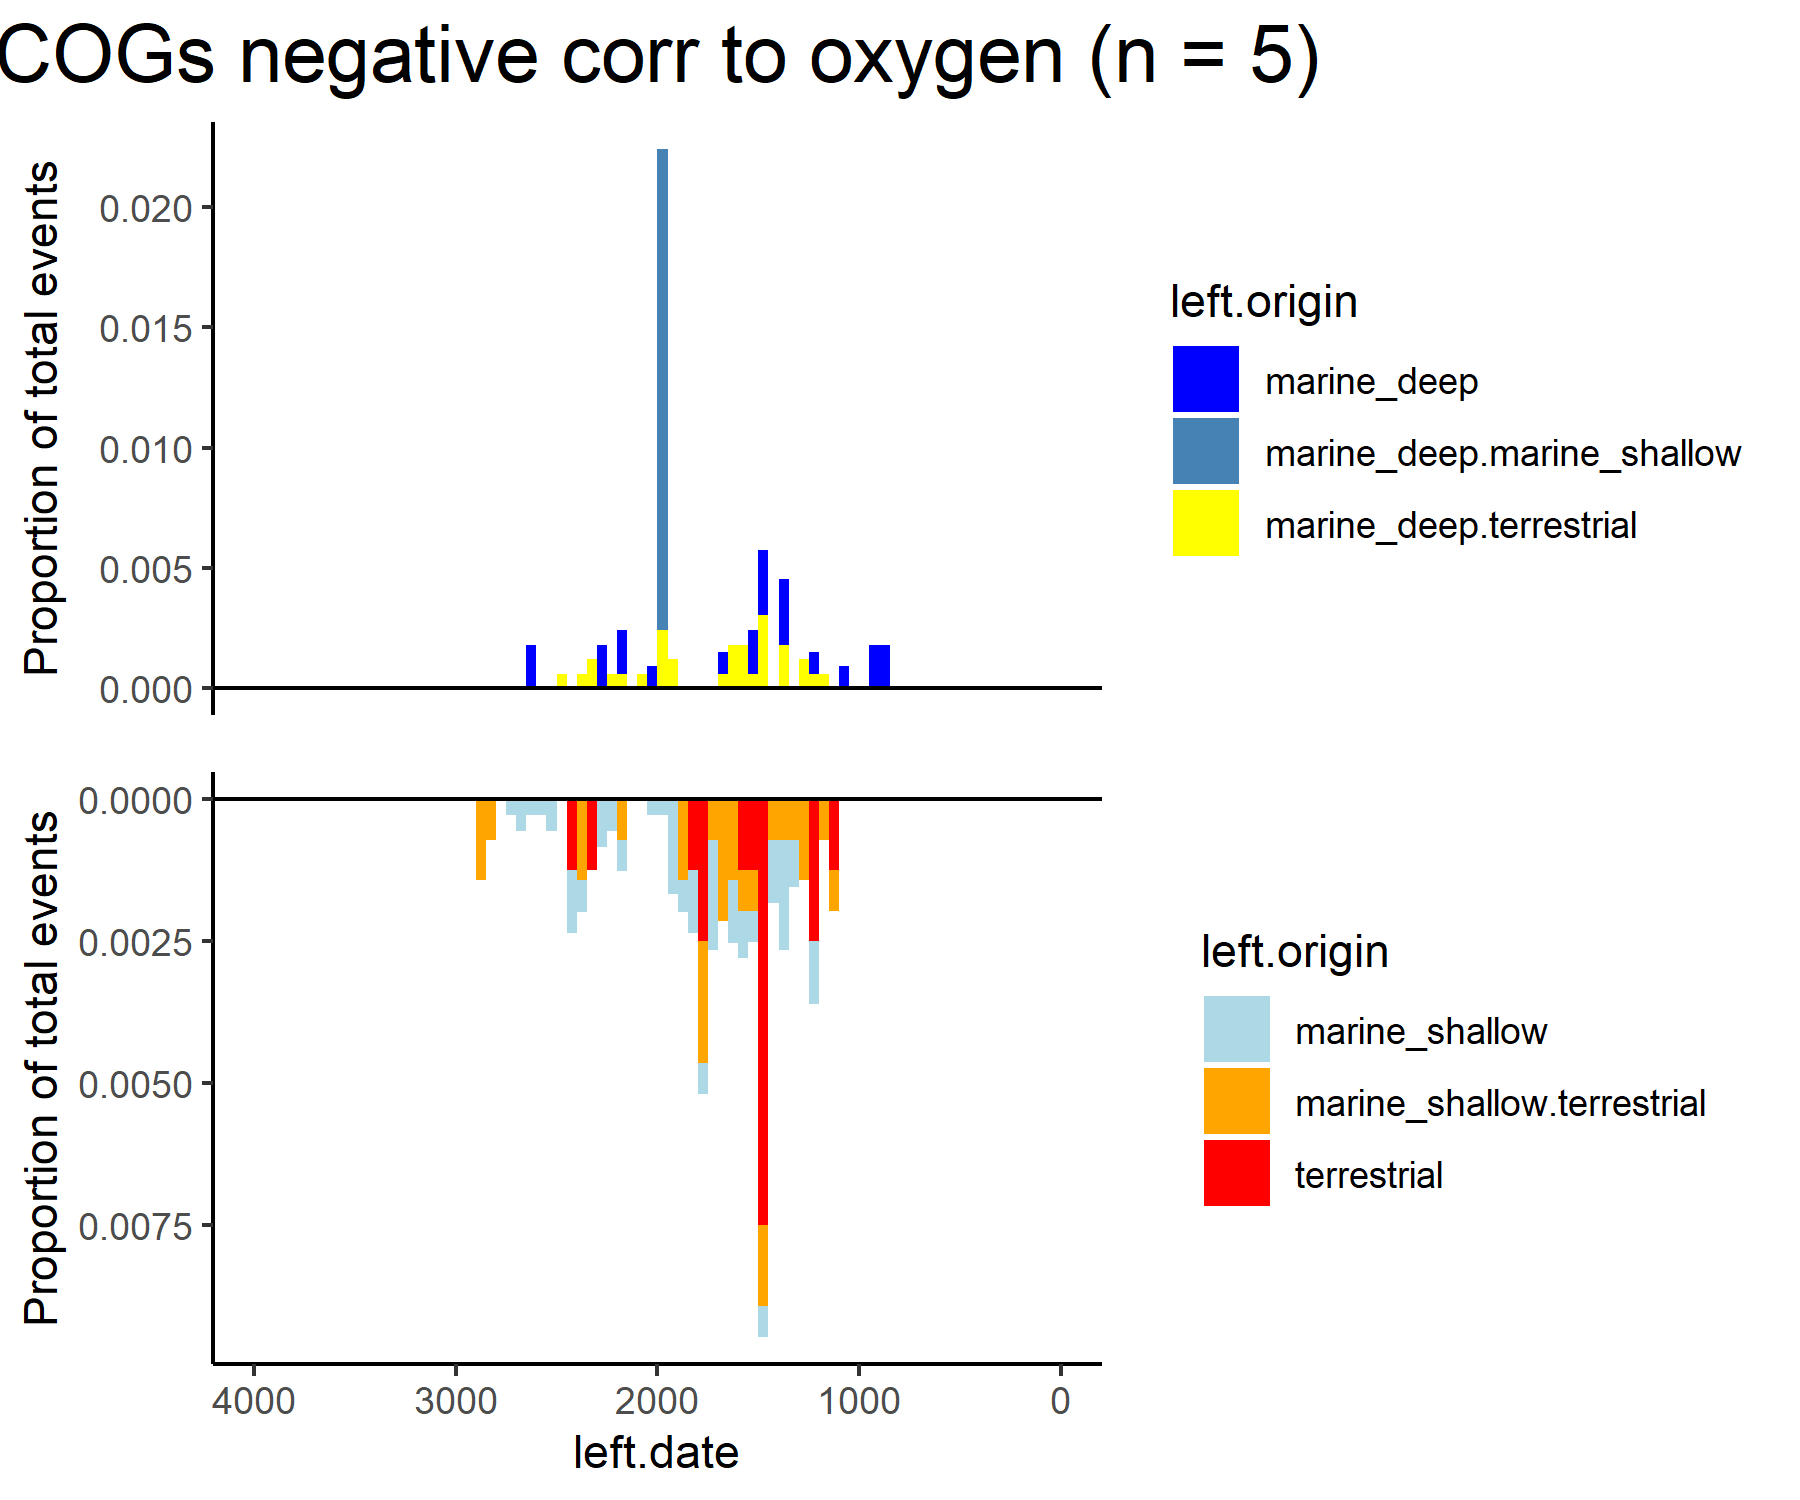 COGs negative corr to oxygen (n = 5)
Proportion of total events
0.020
0.015
0.010
0.005
0.000
left.origin
marine_deep
marine_deep.marine_shallow
marine_deep.terrestrial
Proportion of total events
0.0000
0.0025
0.0050
0.0075
left.origin
marine_shallow
marine_shallow.terrestrial
terrestrial
4000 3000 2000 1000 0
left.date